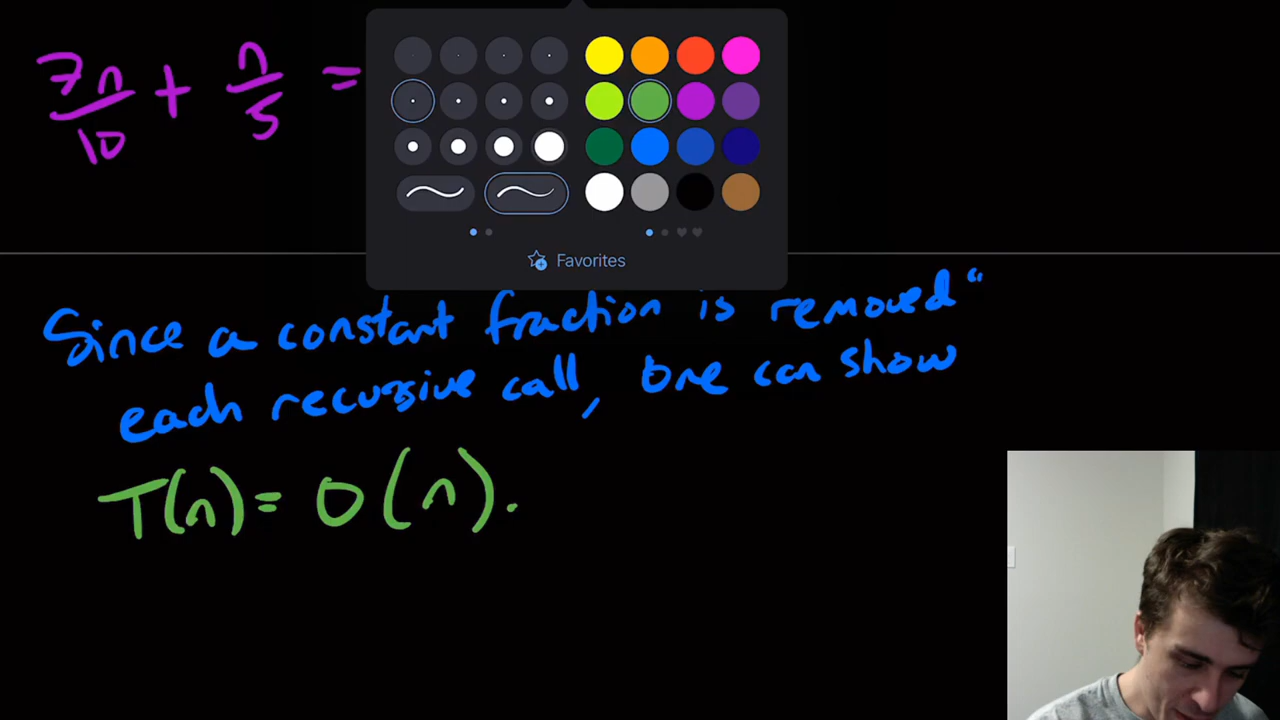 7n/10 + n/5 =
Favorites
Since a constant fraction is removed"
each recursive call, one can show
T(n) = O(n).